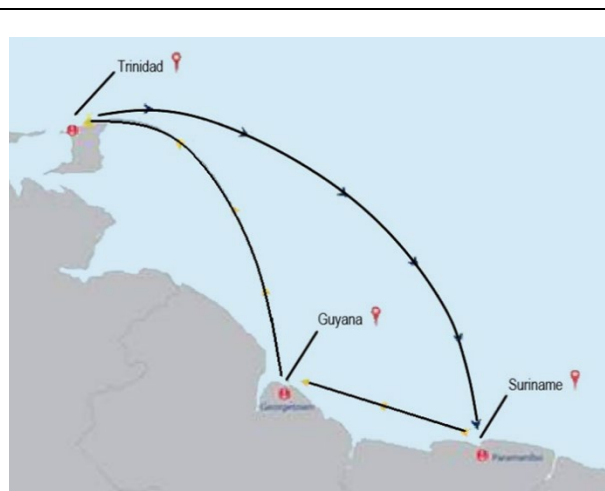 Trinidad
Guyana
Suriname
Georgetown
Paramaribo